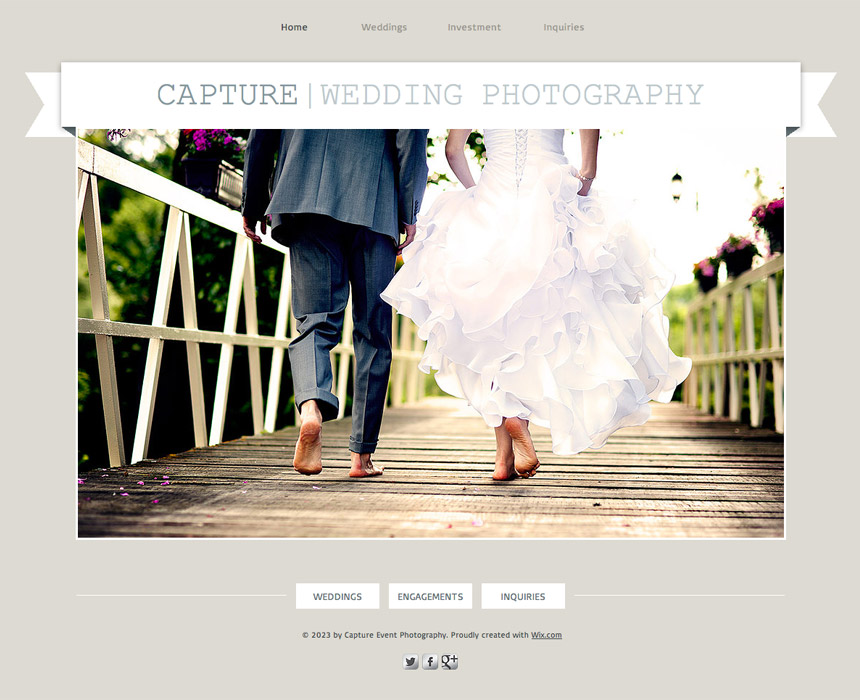 Home Weddings Investment Inquiries
CAPTURE|WEDDING PHOTOGRAPHY
WEDDINGS ENGAGEMENTS INQUIRIES
© 2023 by Capture Event Photography. Proudly created with Wix.com